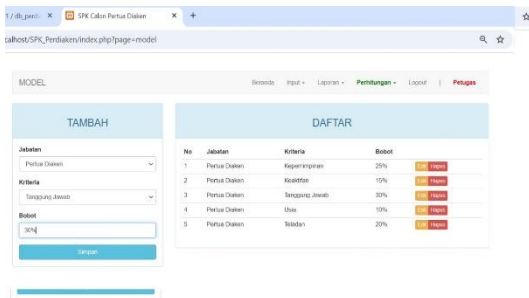 1 / db_perdi
SPK Calon Pertua Diaken
calhost/SPK_Perdiaken/index.php?page=model
MODEL
Beranda Input Laporan Perhitungan Logout | Petugas
TAMBAH
Jabatan
Pertua Diaken
Kriteria
Tanggung Jawab
Bobot
30%
Simpan
DAFTAR
No Jabatan Kriteria Bobot
1 Pertua Diaken Kepemimpinan 25% Edit Hapus
2 Pertua Diaken Keaktifan 15% Edit Hapus
3 Pertua Diaken Tanggung Jawab 30% Edit Hapus
4 Pertua Diaken Usia 10% Edit Hapus
5 Pertua Diaken Teladan 20% Edit Hapus